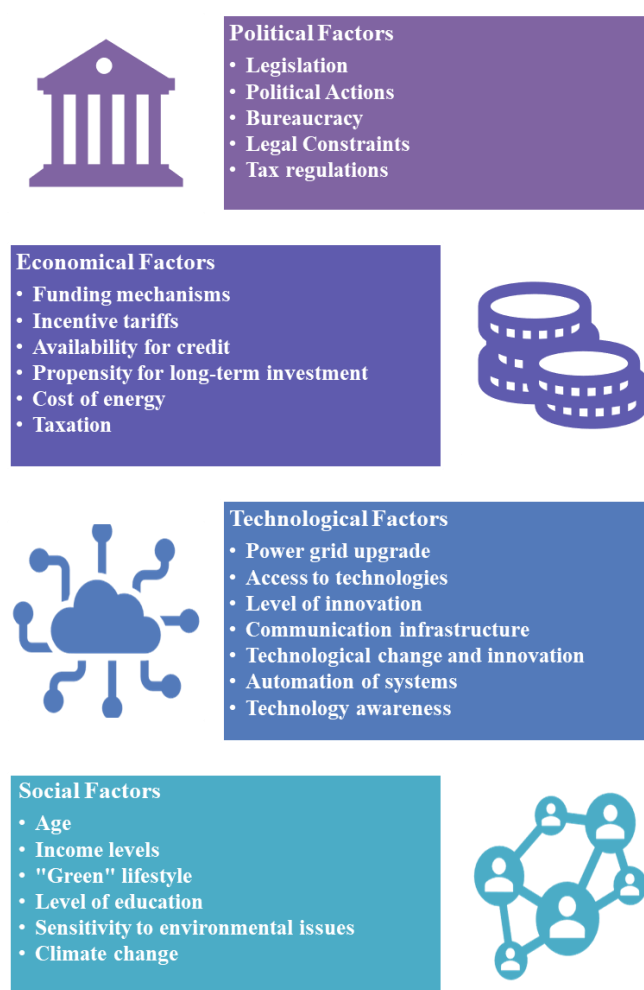 Political Factors
• Legislation
• Political Actions
• Bureaucracy
• Legal Constraints
• Tax regulations
Economical Factors
• Funding mechanisms
• Incentive tariffs
• Availability for credit
• Propensity for long-term investment
• Cost of energy
• Taxation
Technological Factors
• Power grid upgrade
• Access to technologies
• Level of innovation
• Communication infrastructure
• Technological change and innovation
• Automation of systems
• Technology awareness
Social Factors
• Age
• Income levels
• "Green" lifestyle
• Level of education
• Sensitivity to environmental issues
• Climate change